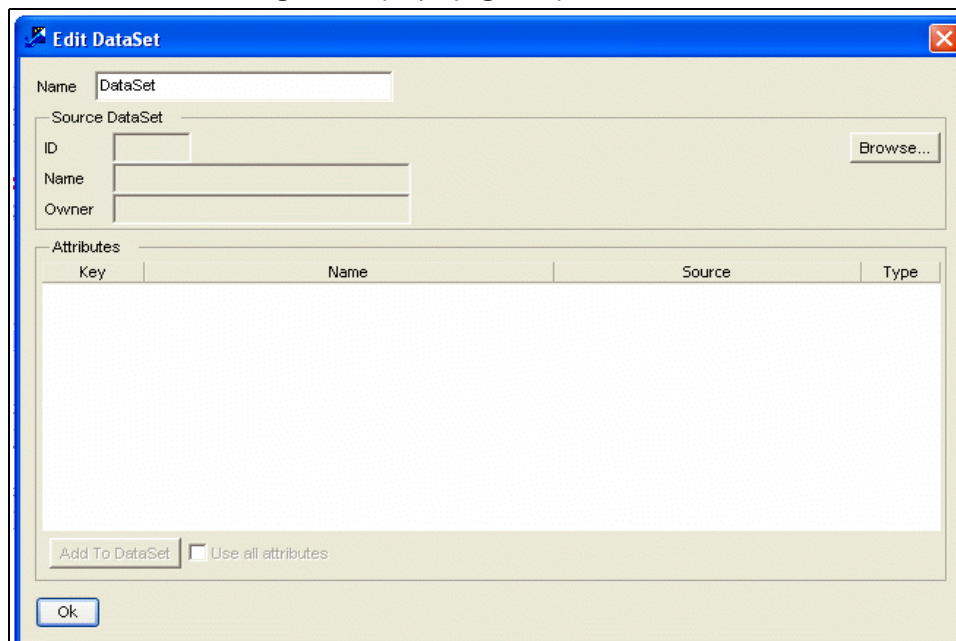 Edit DataSet
Name DataSet
Source DataSet
ID
Browse...
Name
Owner
Attributes
Key Name Source Type
Add To DataSet Use all attributes
Ok